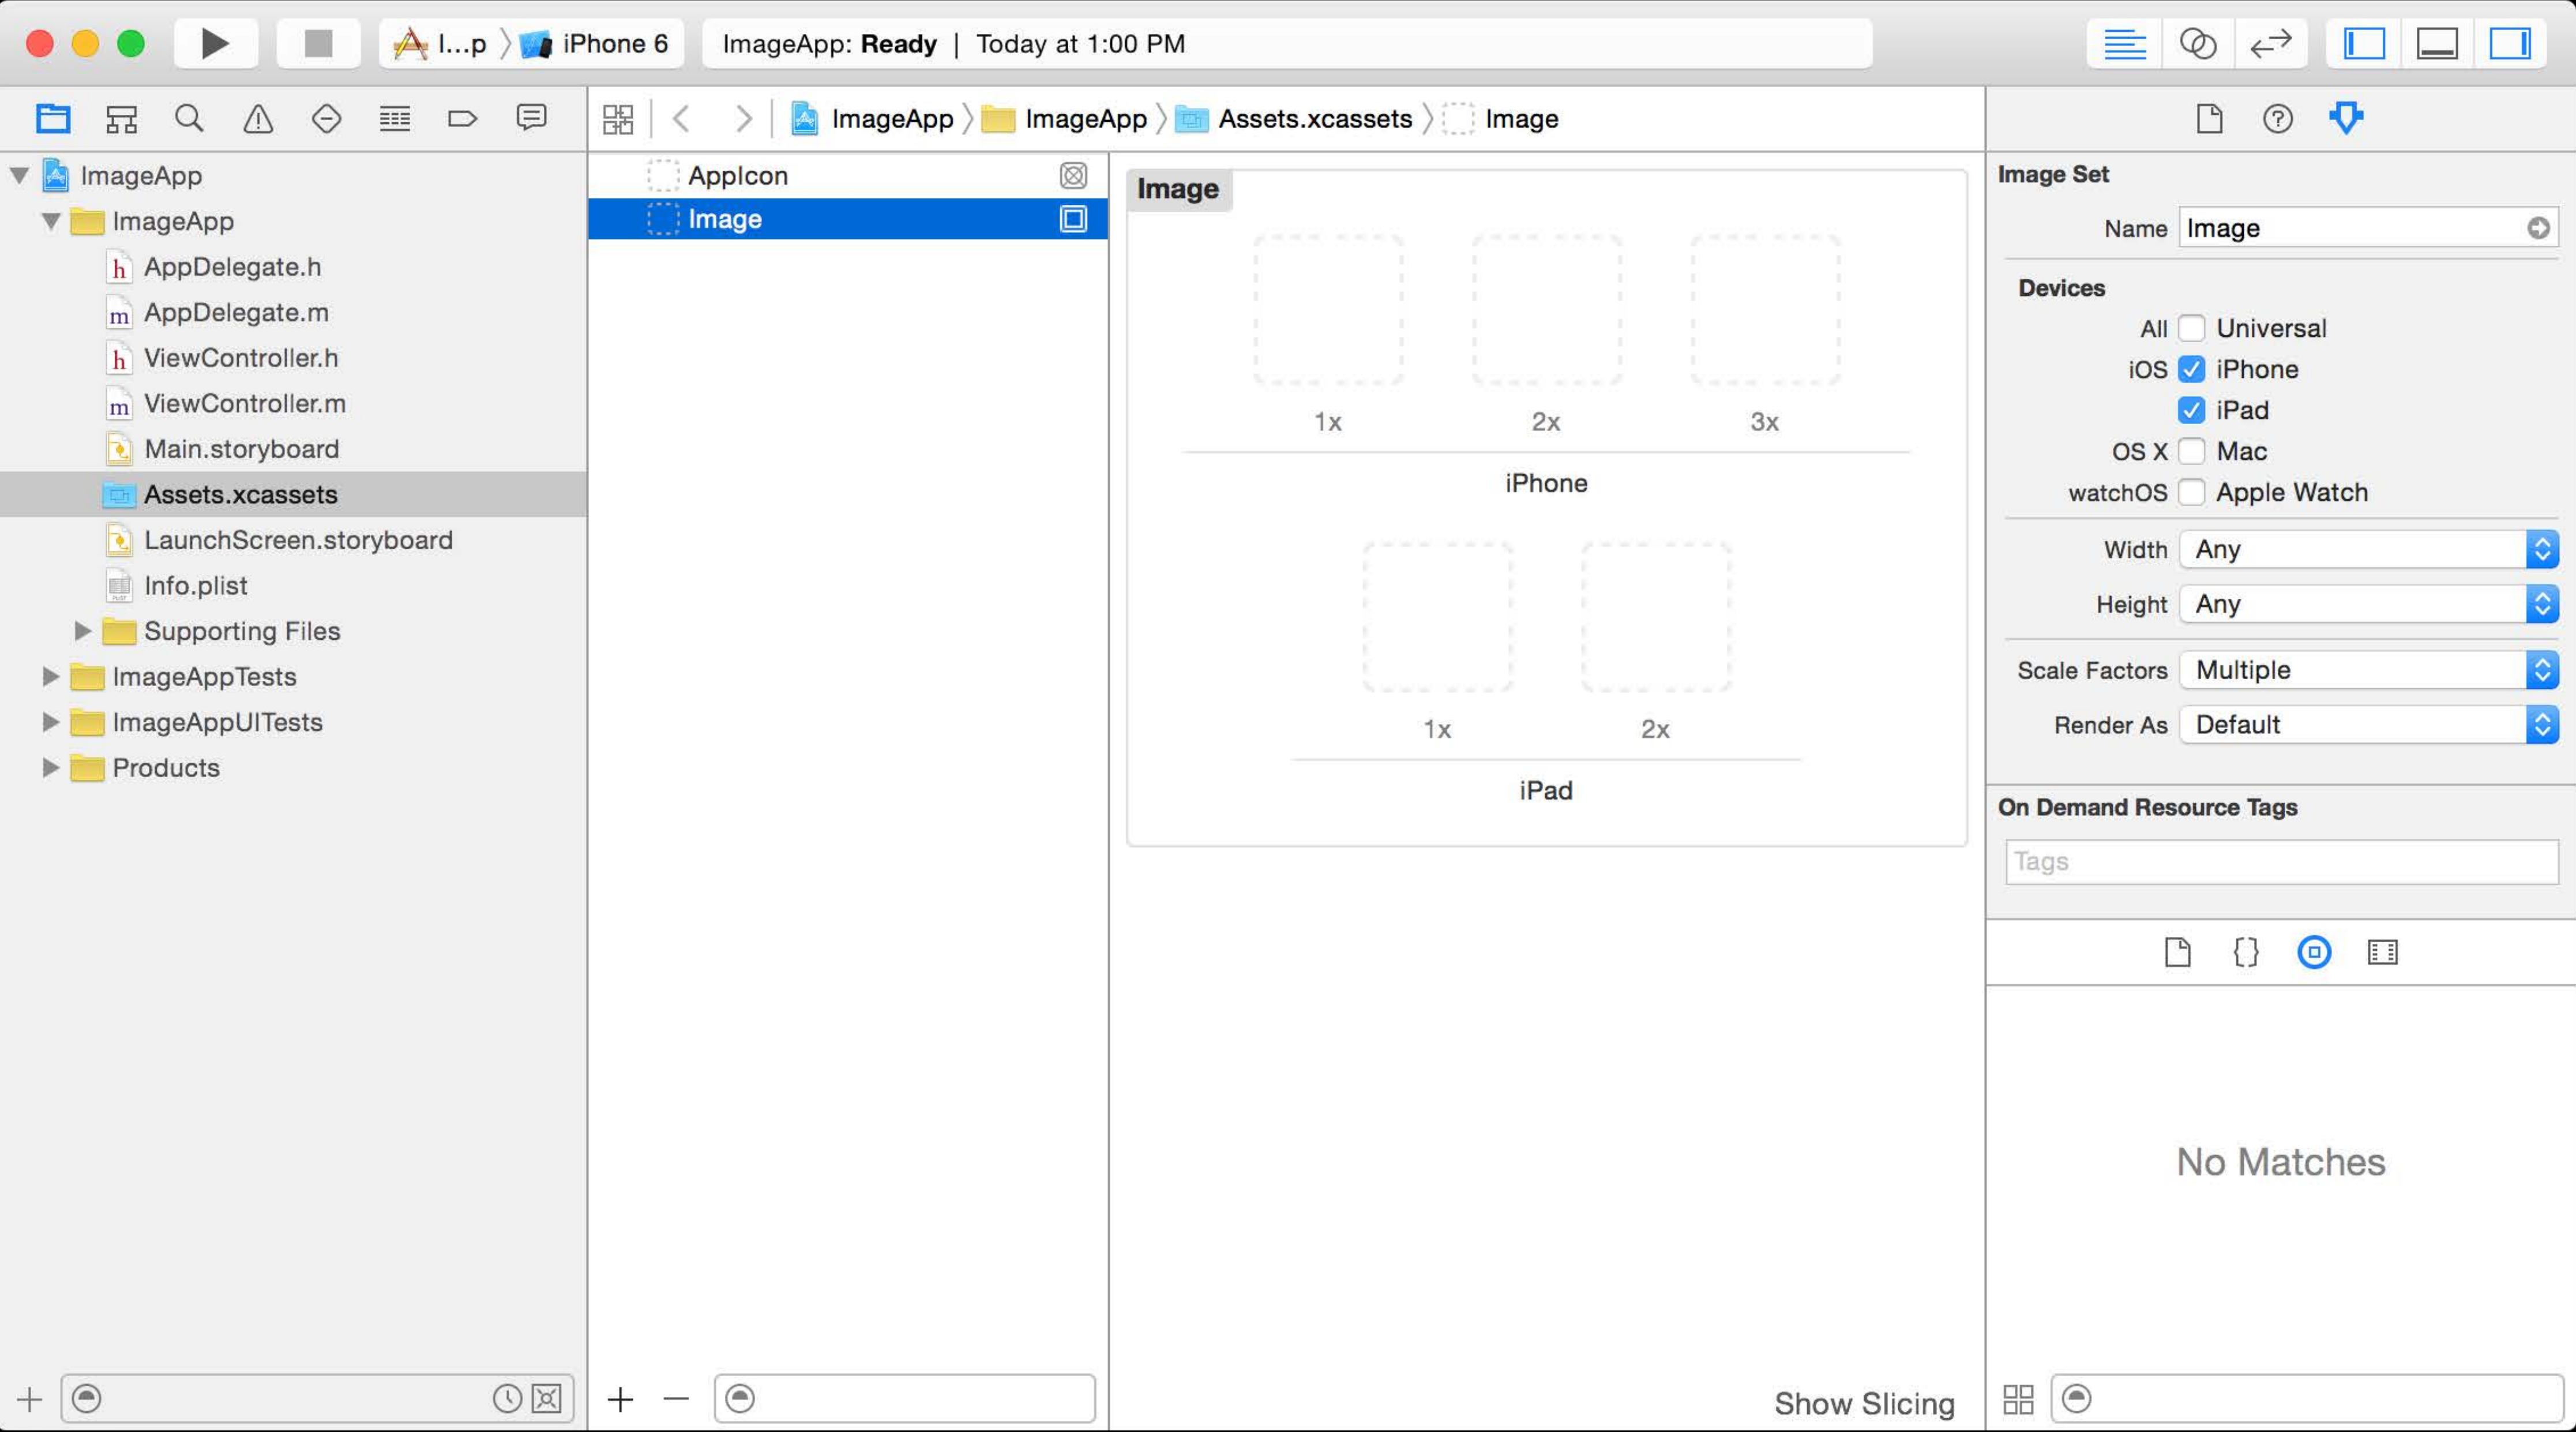 I...p
iPhone 6
ImageApp: Ready | Today at 1:00 PM
ImageApp
ImageApp
Assets.xcassets
Image
ImageApp
ImageApp
AppDelegate.h
AppDelegate.m
ViewController.h
ViewController.m
Main.storyboard
Assets.xcassets
LaunchScreen.storyboard
Info.plist
Supporting Files
ImageAppTests
ImageAppUITests
Products
AppIcon
Image
Image
1x 2x 3x
iPhone
1x 2x
iPad
Show Slicing
Image Set
Name Image
Devices
All Universal
iOS iPhone
iPad
OS X Mac
watchOS Apple Watch
Width Any
Height Any
Scale Factors Multiple
Render As Default
On Demand Resource Tags
Tags
No Matches